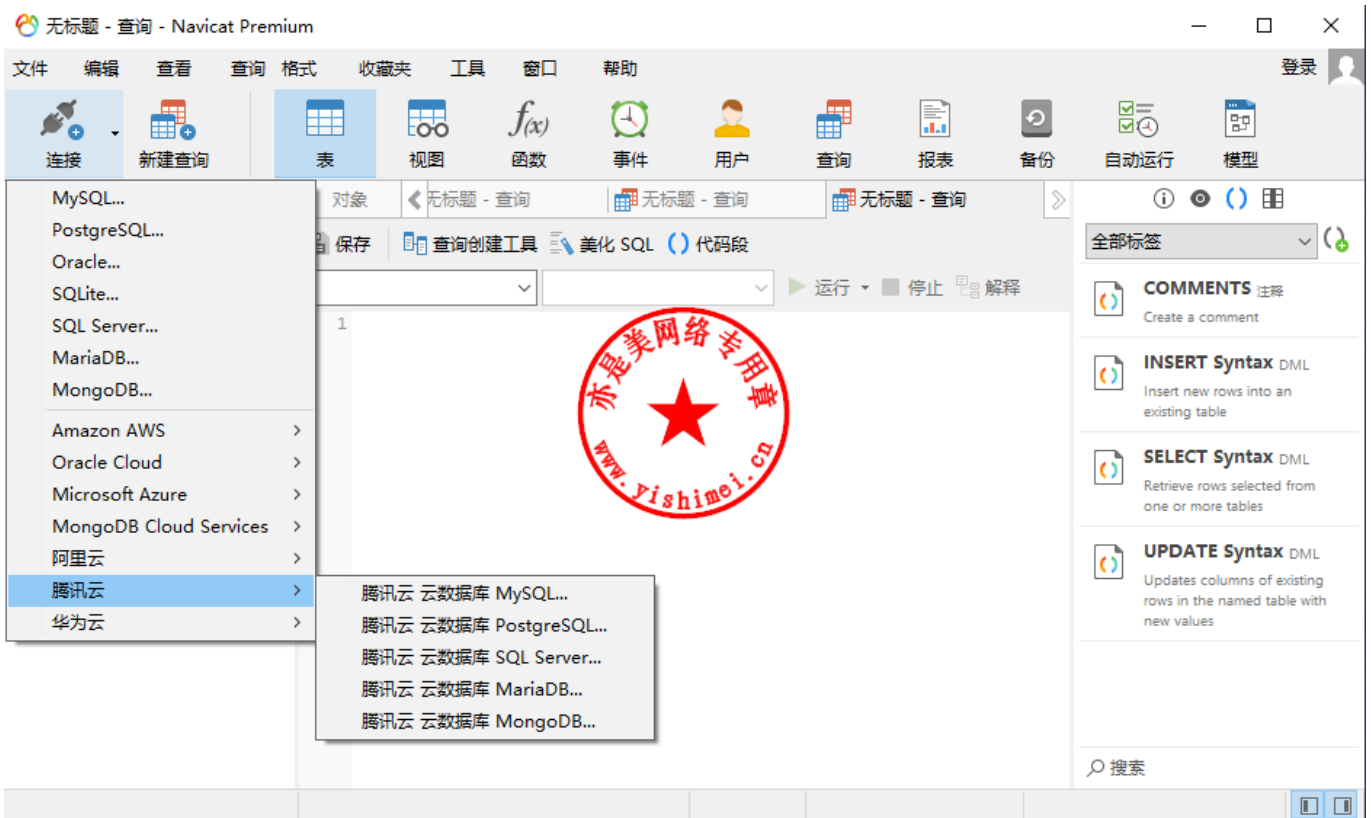 无标题 - 查询 - Navicat Premium
文件 编辑 查看 查询 格式 收藏夹 工具 窗口 帮助 登录
连接 新建查询 表 视图 函数 事件 用户 查询 报表 备份 自动运行 模型
f(x)
对象 无标题 - 查询 无标题 - 查询 无标题 - 查询
保存 查询创建工具 美化 SQL () 代码段
运行 停止 解释
1
MySQL...
PostgreSQL...
Oracle...
SQLite...
SQL Server...
MariaDB...
MongoDB...
Amazon AWS
Oracle Cloud
Microsoft Azure
MongoDB Cloud Services
阿里云
腾讯云
华为云
腾讯云 云数据库 MySQL...
腾讯云 云数据库 PostgreSQL...
腾讯云 云数据库 SQL Server...
腾讯云 云数据库 MariaDB...
腾讯云 云数据库 MongoDB...
亦是美网络专用章
www.yishimei.cn
全部标签
COMMENTS 注释
Create a comment
INSERT Syntax DML
Insert new rows into an
existing table
SELECT Syntax DML
Retrieve rows selected from
one or more tables
UPDATE Syntax DML
Updates columns of existing
rows in the named table with
new values
搜索